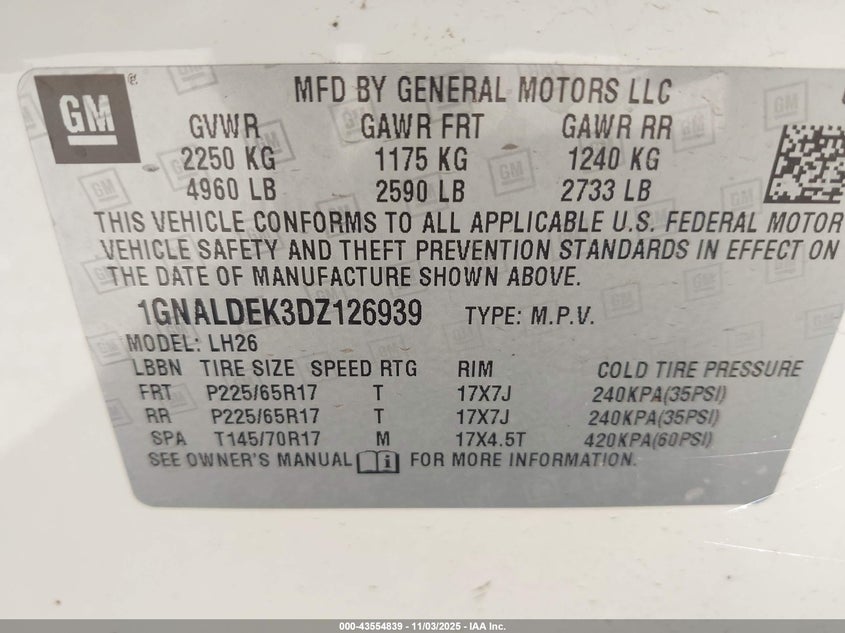 GM ®
MFD BY GENERAL MOTORS LLC
GVWR GAWR FRT GAWR RR
2250 KG 1175 KG 1240 KG
4960 LB 2590 LB 2733 LB
THIS VEHICLE CONFORMS TO ALL APPLICABLE U.S. FEDERAL MOTOR
VEHICLE SAFETY AND THEFT PREVENTION STANDARDS IN EFFECT ON
THE DATE OF MANUFACTURE SHOWN ABOVE.
1GNALDEK3DZ126939 TYPE: M.P.V.
MODEL: LH26
LBBN TIRE SIZE SPEED RTG RIM COLD TIRE PRESSURE
FRT P225/65R17 T 17X7J 240KPA(35PSI)
RR P225/65R17 T 17X7J 240KPA(35PSI)
SPA T145/70R17 M 17X4.5T 420KPA(60PSI)
SEE OWNER'S MANUAL FOR MORE INFORMATION.
000-43554839 - 11/03/2025 - IAA Inc.